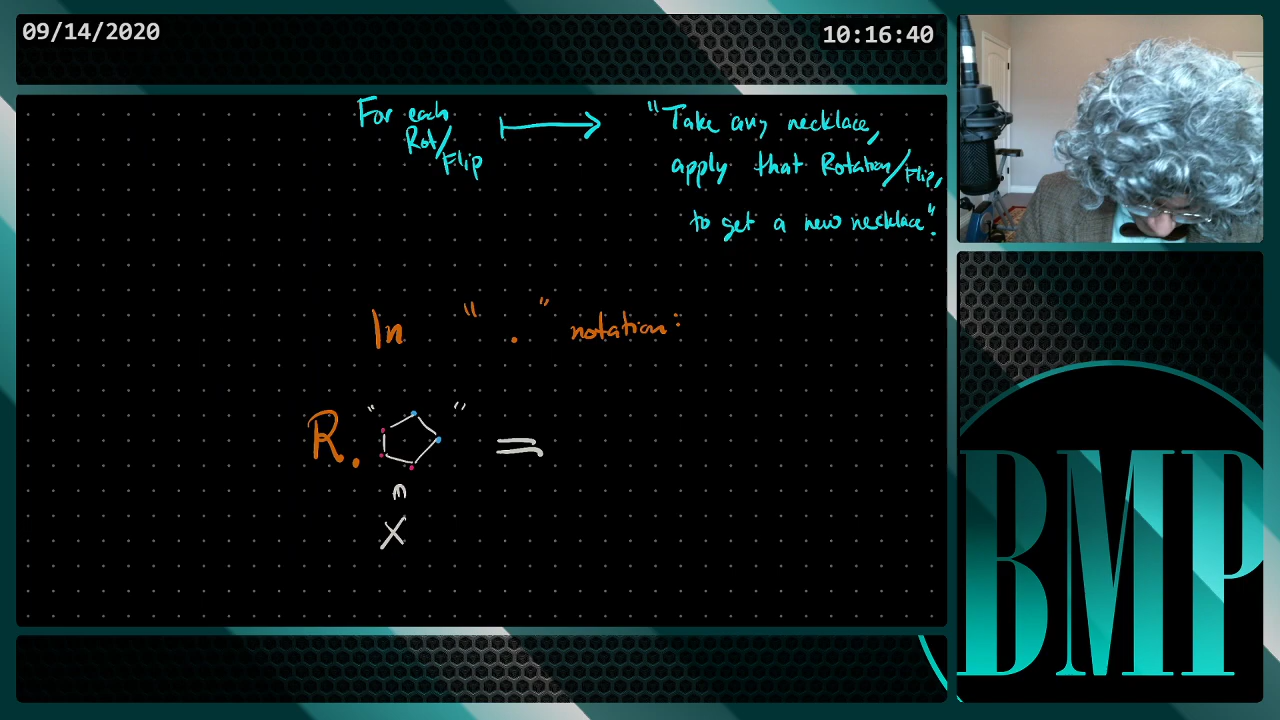 09/14/2020
10:16:40
For each
Rot/
Flip
"Take any necklace,
apply that Rotation/Flip,
to get a new necklace".
In " . " notation:
R. " " =
X
BMP